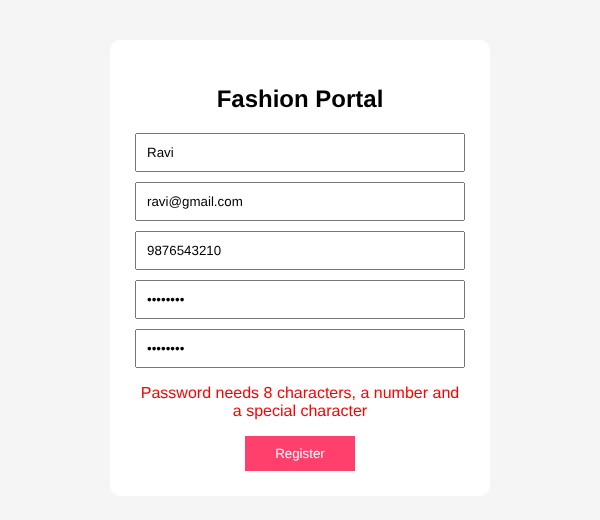 Fashion Portal
Ravi
ravi@gmail.com
9876543210
••••••••
••••••••
Password needs 8 characters, a number and
a special character
Register